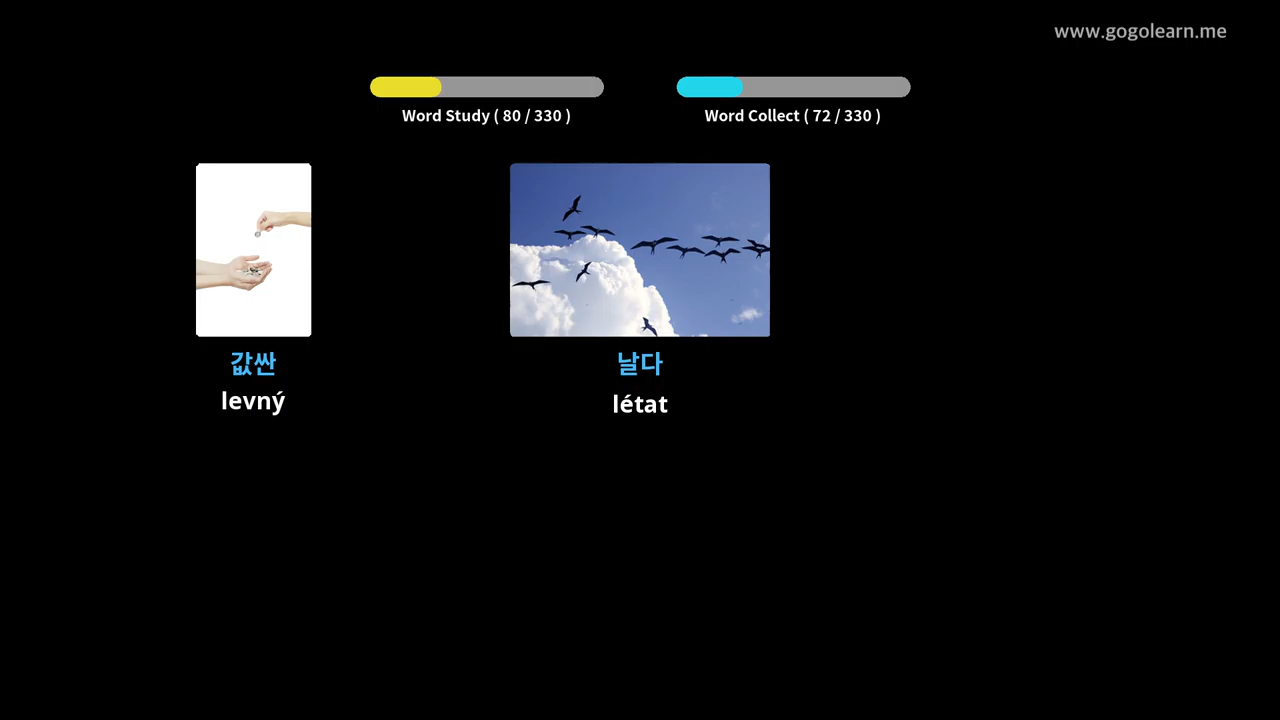 www.gogolearn.me
Word Study ( 80 / 330 )
Word Collect ( 72 / 330 )
값싼
levný
날다
létat